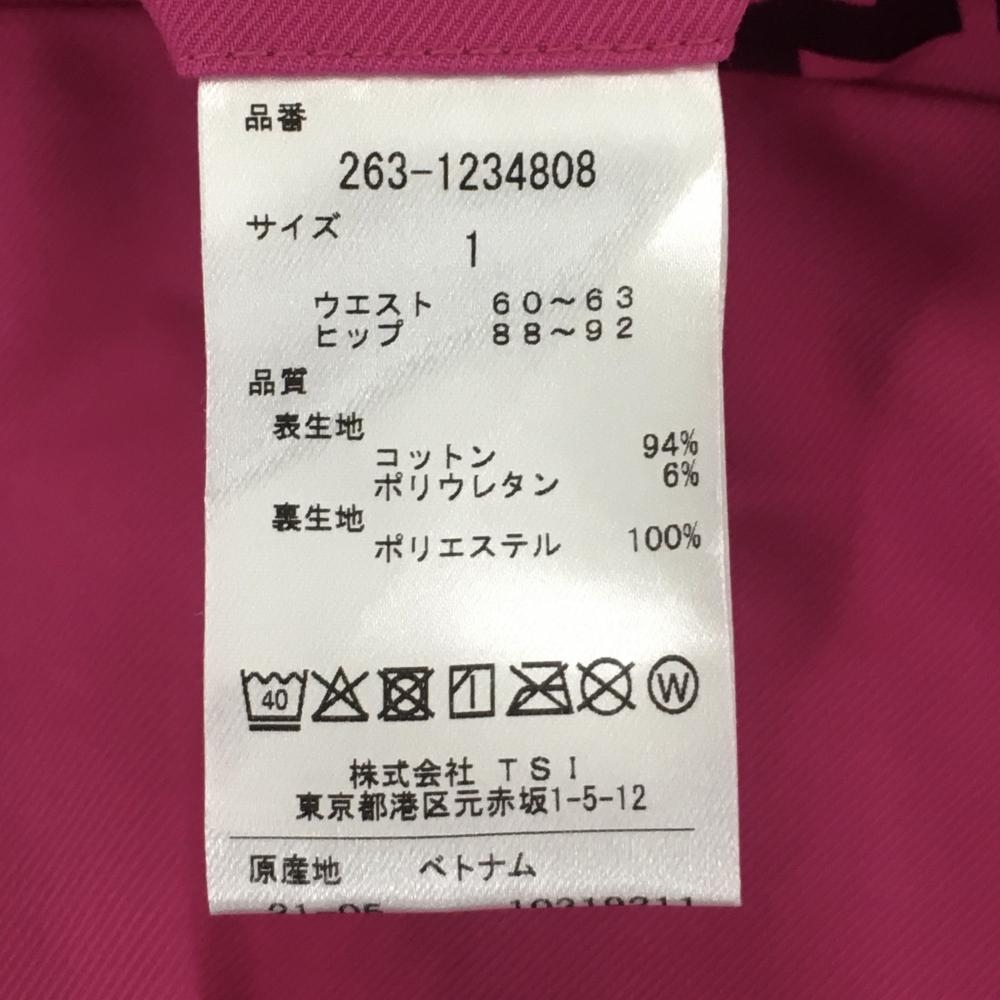 品番
263-1234808
サイズ
1
ウエスト 60～63
ヒップ 88～92
品質
表生地
コットン 94%
ポリウレタン 6%
裏生地
ポリエステル 100%
40 1 W
株式会社 TSI
東京都港区元赤坂1-5-12
原産地 ベトナム